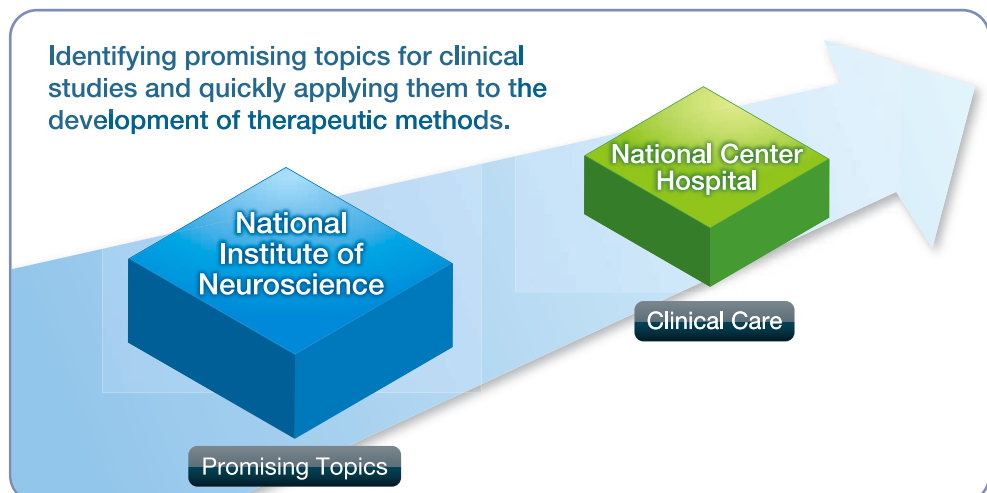 Identifying promising topics for clinical
studies and quickly applying them to the
development of therapeutic methods.
National
Institute of
Neuroscience
Promising Topics
National Center
Hospital
Clinical Care